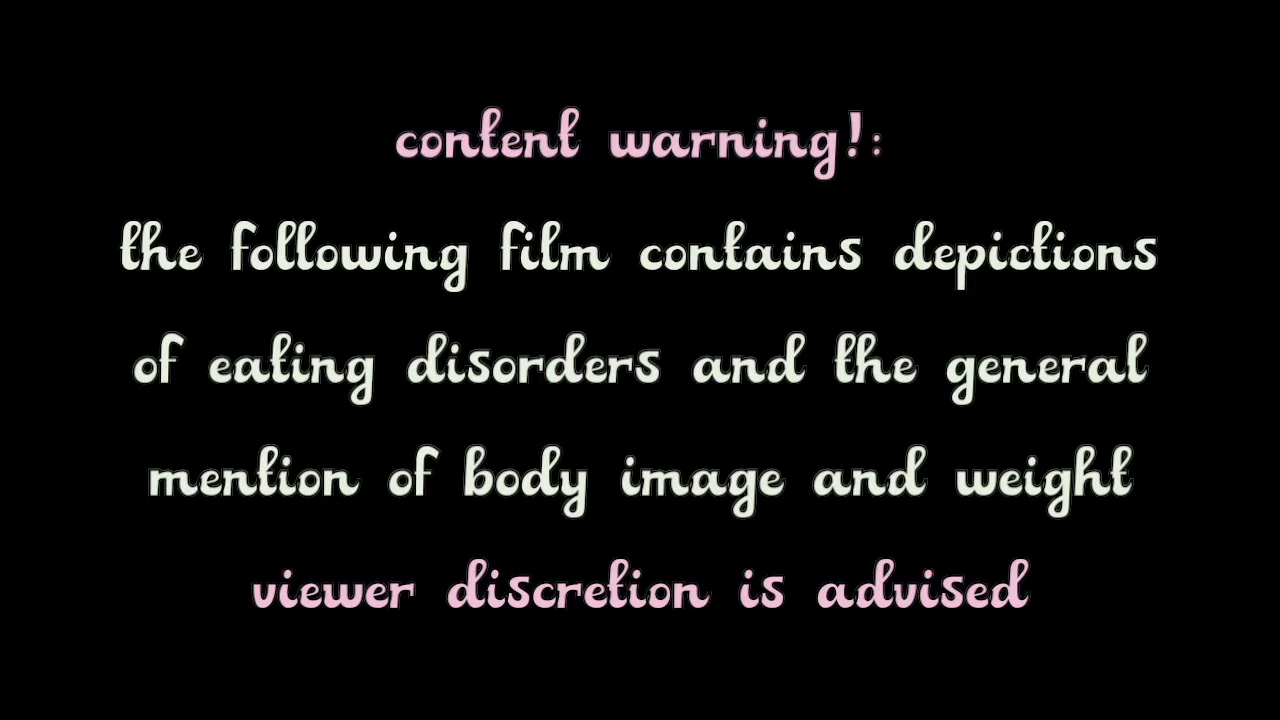 content warning!:
the following film contains depictions
of eating disorders and the general
mention of body image and weight
viewer discretion is advised